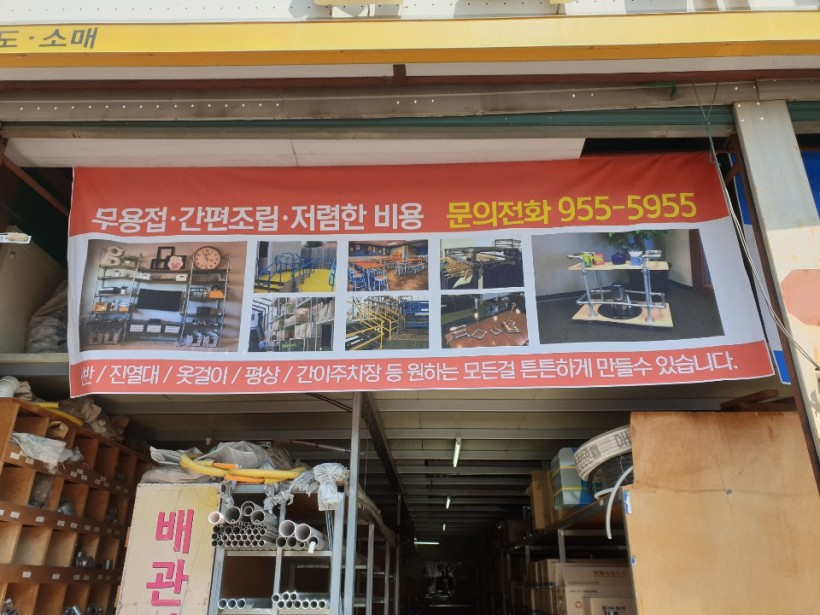 도·소매
무용접·간편조립·저렴한 비용 문의전화 955-5955
반 / 진열대 / 옷걸이 / 평상 / 간이주차장 등 원하는 모든걸 튼튼하게 만들수 있습니다.
배관